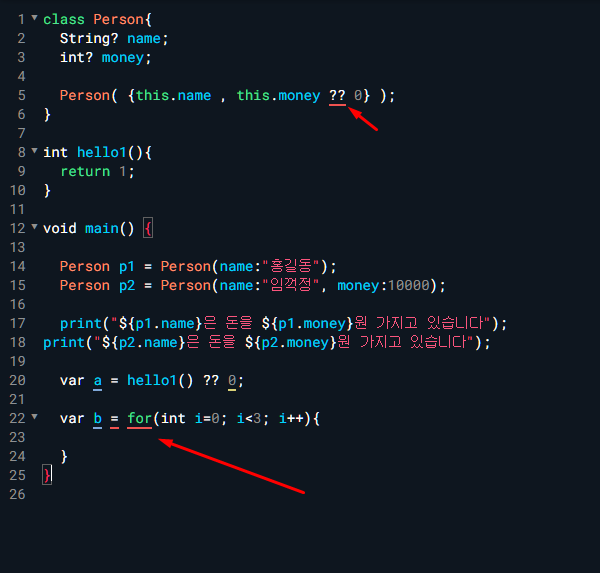 1 class Person{
2 String? name;
3 int? money;
4
5 Person( {this.name , this.money ?? 0} );
6 }
7
8 int hello1(){
9 return 1;
10 }
11
12 void main() {
13
14 Person p1 = Person(name:"홍길동");
15 Person p2 = Person(name:"임꺽정", money:10000);
16
17 print("${p1.name}은 돈을 ${p1.money}원 가지고 있습니다");
18 print("${p2.name}은 돈을 ${p2.money}원 가지고 있습니다");
19
20 var a = hello1() ?? 0;
21
22 var b = for(int i=0; i<3; i++){
23
24 }
25 }
26